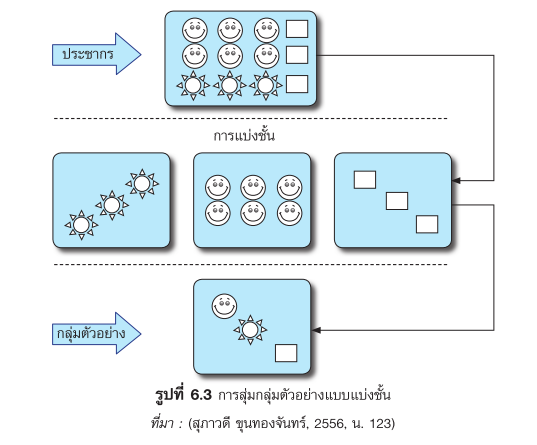 ประชากร
การแบ่งชั้น
กลุ่มตัวอย่าง
รูปที่ 6.3 การสุ่มกลุ่มตัวอย่างแบบแบ่งชั้น
ที่มา : (สุภาวดี ขุนทองจันทร์, 2556, น. 123)